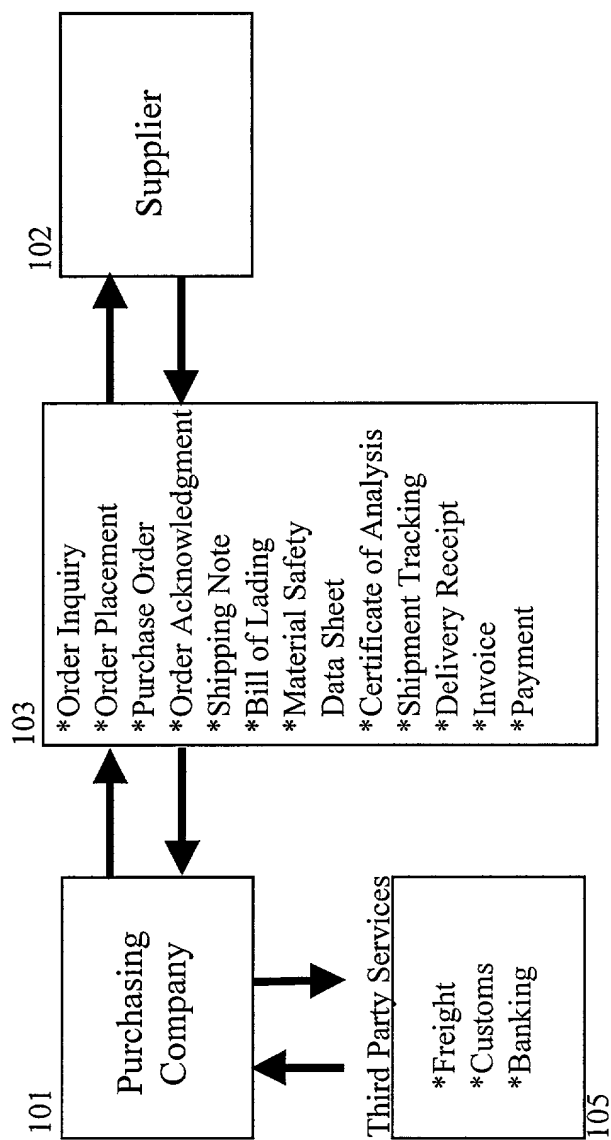 101
Purchasing
Company
Third Party Services
*Freight
*Customs
*Banking
105
103
*Order Inquiry
*Order Placement
*Purchase Order
*Order Acknowledgment
*Shipping Note
*Bill of Lading
*Material Safety
Data Sheet
*Certificate of Analysis
*Shipment Tracking
*Delivery Receipt
*Invoice
*Payment
102
Supplier